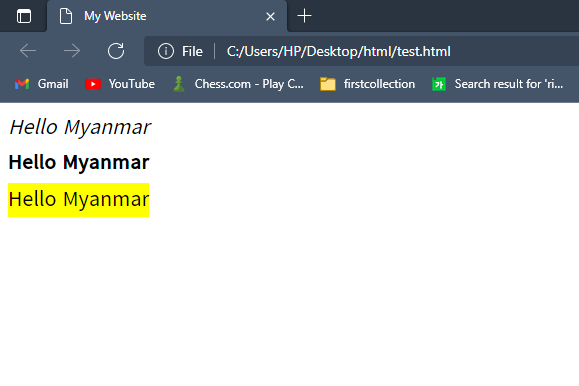 My Website
File C:/Users/HP/Desktop/html/test.html
Gmail YouTube Chess.com - Play C... firstcollection Search result for 'ri...
Hello Myanmar
Hello Myanmar
Hello Myanmar